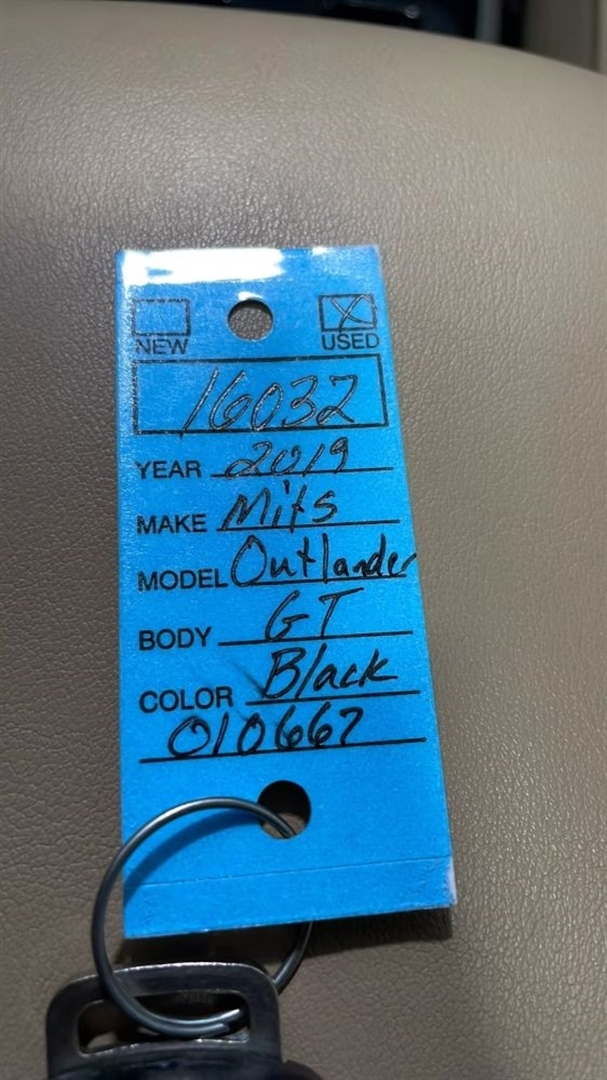 NEW USED
16032
YEAR 2019
MAKE Mits
MODEL Outlander
BODY GT
COLOR Black
010667